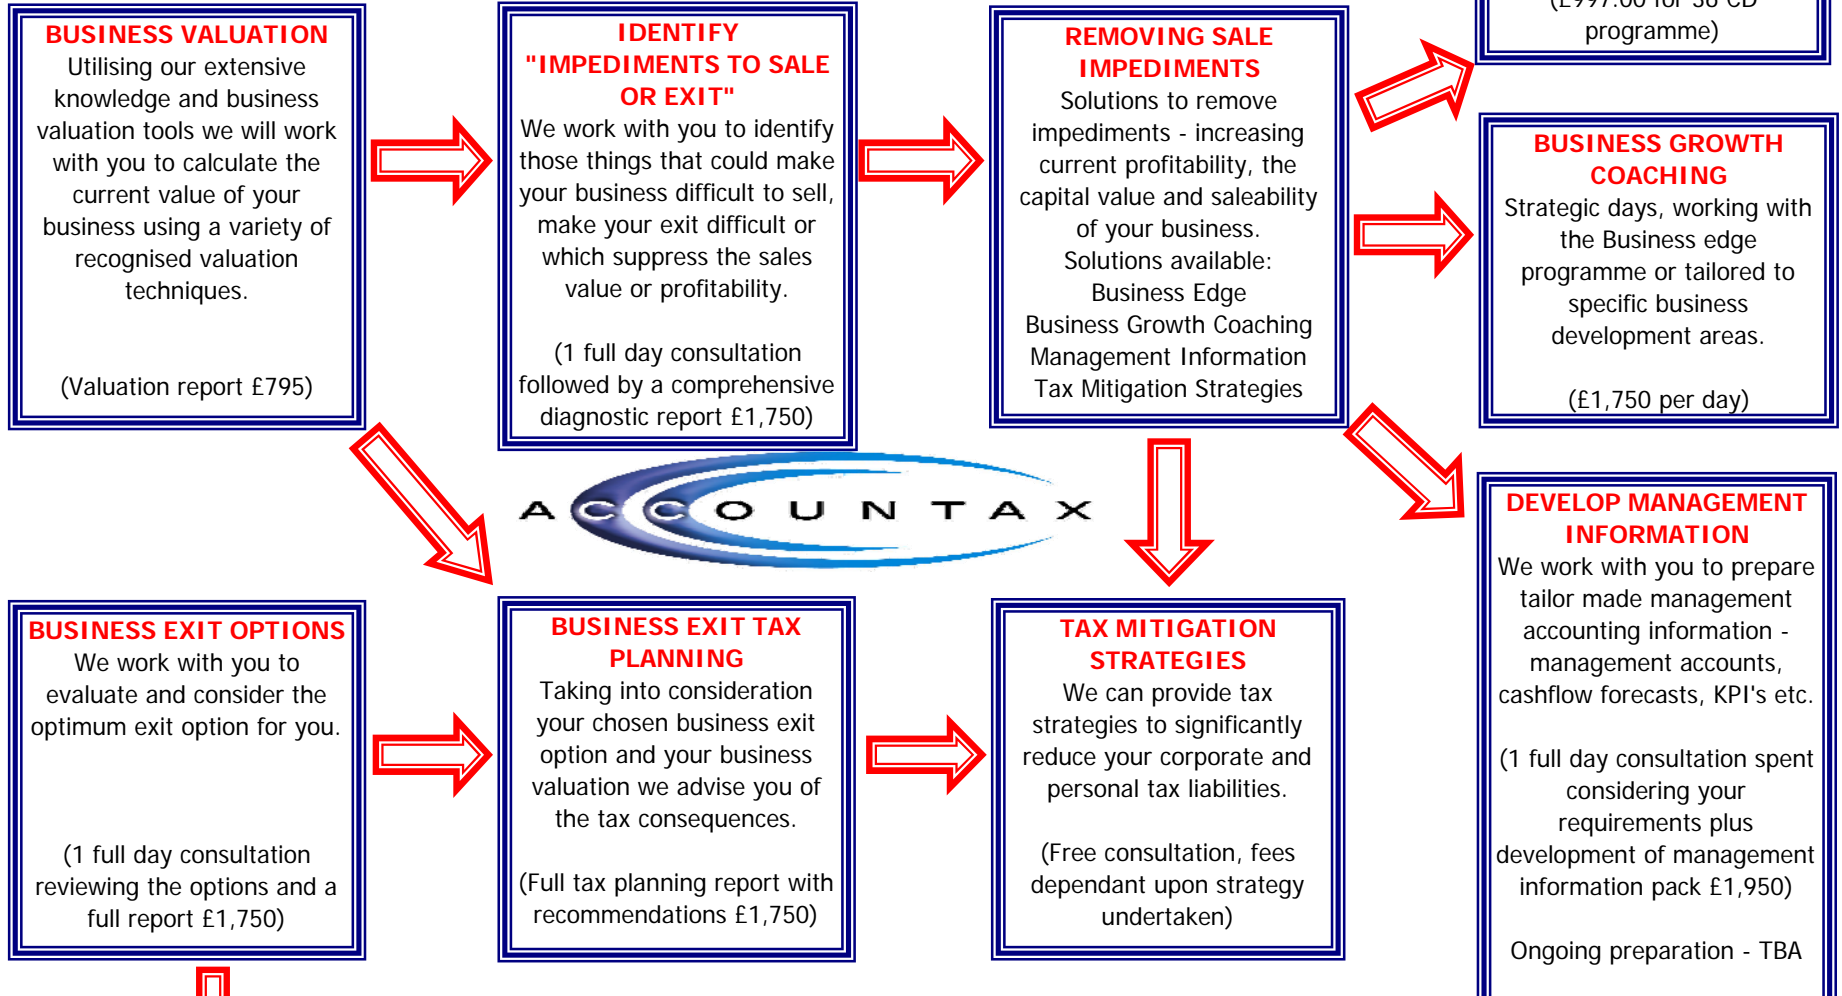 BUSINESS VALUATION
Utilising our extensive
knowledge and business
valuation tools we will work
with you to calculate the
current value of your
business using a variety of
recognised valuation
techniques.
(Valuation report £795)
IDENTIFY
"IMPEDIMENTS TO SALE
OR EXIT"
We work with you to identify
those things that could make
your business difficult to sell,
make your exit difficult or
which suppress the sales
value or profitability.
(1 full day consultation
followed by a comprehensive
diagnostic report £1,750)
REMOVING SALE
IMPEDIMENTS
Solutions to remove
impediments - increasing
current profitability, the
capital value and saleability
of your business.
Solutions available:
Business Edge
Business Growth Coaching
Management Information
Tax Mitigation Strategies
(£997.00 for 36 CD
programme)
BUSINESS GROWTH
COACHING
Strategic days, working with
the Business edge
programme or tailored to
specific business
development areas.
(£1,750 per day)
ACCOUNTAX
BUSINESS EXIT OPTIONS
We work with you to
evaluate and consider the
optimum exit option for you.
(1 full day consultation
reviewing the options and a
full report £1,750)
BUSINESS EXIT TAX
PLANNING
Taking into consideration
your chosen business exit
option and your business
valuation we advise you of
the tax consequences.
(Full tax planning report with
recommendations £1,750)
TAX MITIGATION
STRATEGIES
We can provide tax
strategies to significantly
reduce your corporate and
personal tax liabilities.
(Free consultation, fees
dependant upon strategy
undertaken)
DEVELOP MANAGEMENT
INFORMATION
We work with you to prepare
tailor made management
accounting information -
management accounts,
cashflow forecasts, KPI's etc.
(1 full day consultation spent
considering your
requirements plus
development of management
information pack £1,950)
Ongoing preparation - TBA